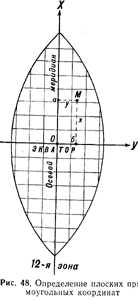 X
меридиан
а
у
М
х
О
б
У
ЭКВАТОР
Осевой
12-я зона
Рис. 48. Определение плоских пря
моугольных координат